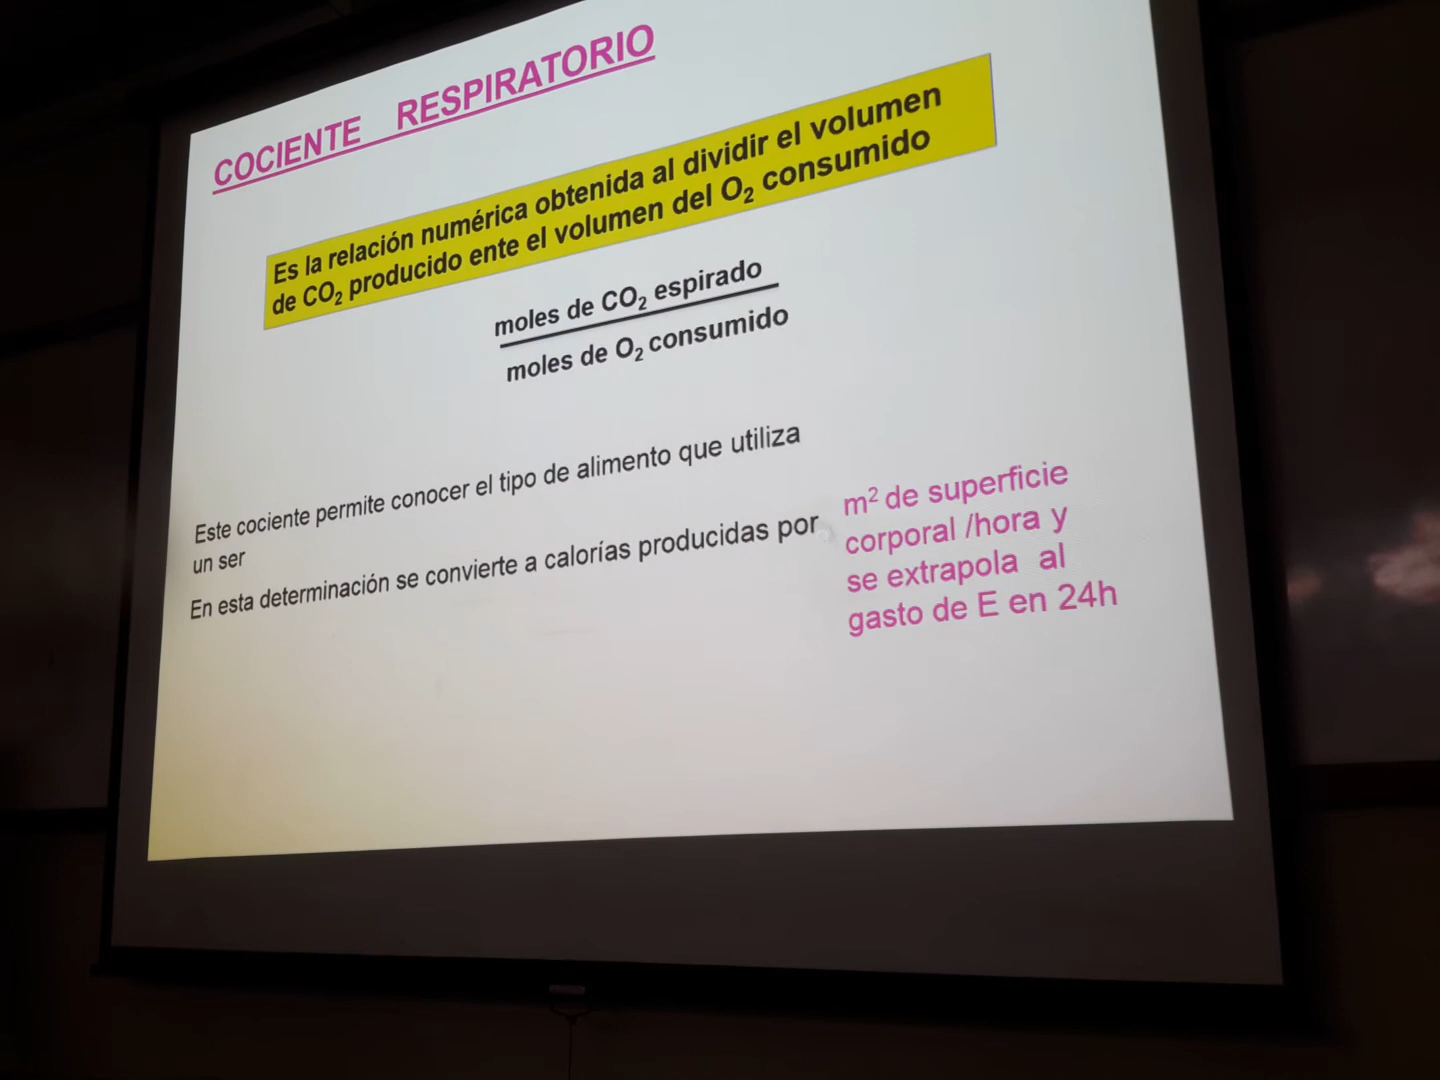 COCIENTE RESPIRATORIO
Es la relación numérica obtenida al dividir el volumen
de CO₂ producido ente el volumen del O₂ consumido
moles de CO₂ espirado
moles de O₂ consumido
Este cociente permite conocer el tipo de alimento que utiliza
un ser
En esta determinación se convierte a calorías producidas por
m² de superficie
corporal /hora y
se extrapola al
gasto de E en 24h